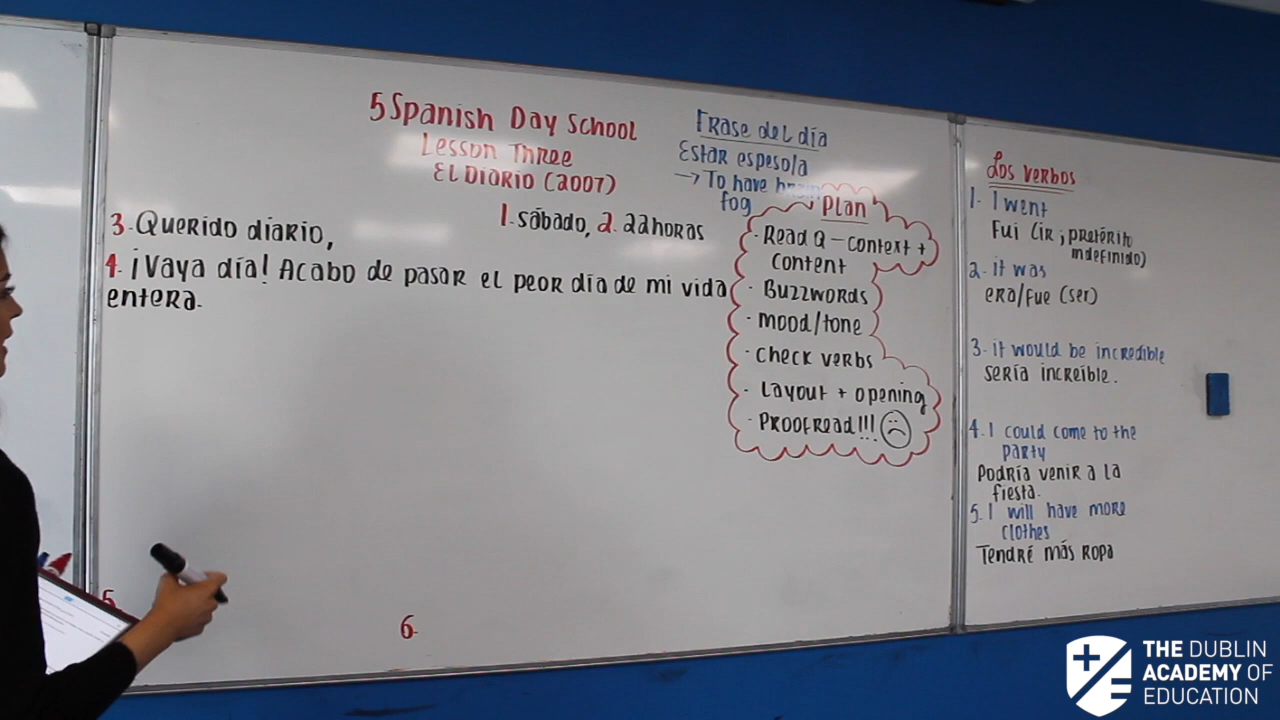 5 Spanish Day School
Lesson Three
El Diario (2007)
1. sábado, 2. 22 horas
3. Querido diario,
4. ¡Vaya día! Acabo de pasar el peor día de mi vida
entera.
5
6.
Frase del día
Estar espeso/a
→ To have brain
fog
Plan
· Read Q - context +
content
· Buzzwords
· mood/tone
· check verbs
· Layout + opening
· Proofread!!!
Los verbos
1. I went
Fui (ir, pretérito
indefinido)
2. it was
era/fue (ser)
3. it would be incredible
sería increíble.
4. I could come to the
party
Podría venir a la
fiesta.
5. I will have more
clothes
Tendré más ropa
THE DUBLIN
ACADEMY OF
EDUCATION